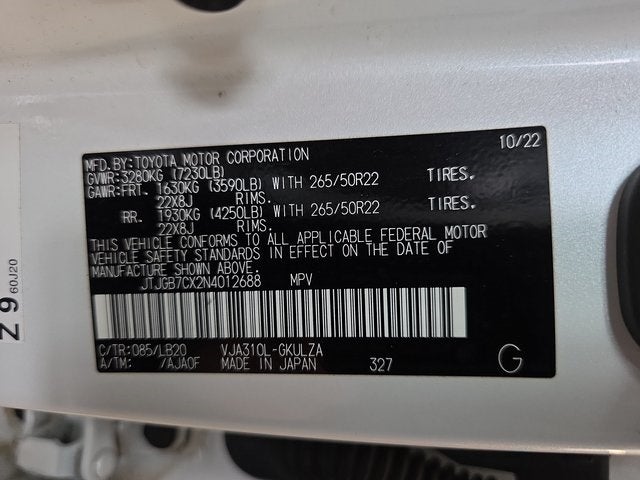 10/22
MFD. BY: TOYOTA MOTOR CORPORATION
GVWR: 3280KG (7230LB)
GAWR: FRT. 1630KG (3590LB) WITH 265/50R22 TIRES.
22X8J RIMS.
RR. 1930KG (4250LB) WITH 265/50R22 TIRES.
22X8J RIMS.
THIS VEHICLE CONFORMS TO ALL APPLICABLE FEDERAL MOTOR
VEHICLE SAFETY STANDARDS IN EFFECT ON THE DATE OF
MANUFACTURE SHOWN ABOVE.
JTJGB7CX2N4012688 MPV
C/TR: 085/LB20 VJA310L-GKULZA
A/TM: /AJA0F MADE IN JAPAN 327 G
Z 9 60J20